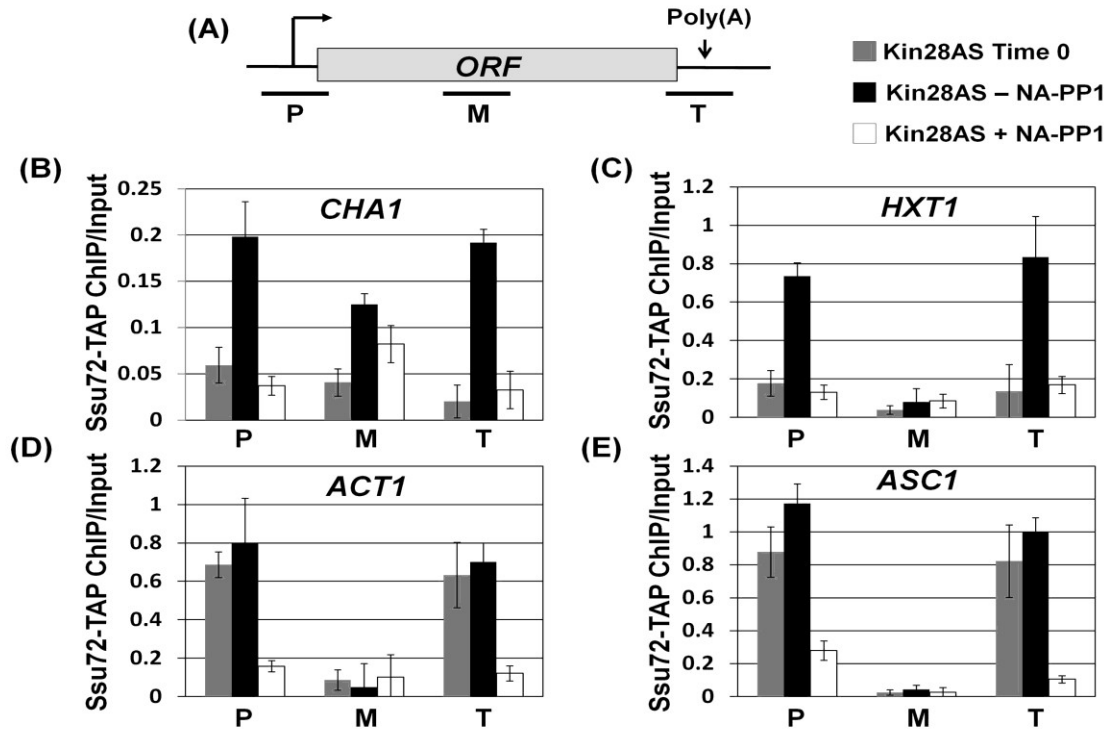 (A)
Poly(A)
ORF
P
M
T
Kin28AS Time 0
Kin28AS – NA-PP1
Kin28AS + NA-PP1
(B)
Ssu72-TAP ChIP/Input
CHA1
0.25
0.2
0.15
0.1
0.05
0
P
M
T
(C)
Ssu72-TAP ChIP/Input
HXT1
1.2
1
0.8
0.6
0.4
0.2
0
P
M
T
(D)
Ssu72-TAP ChIP/Input
ACT1
1.2
1
0.8
0.6
0.4
0.2
0
P
M
T
(E)
Ssu72-TAP ChIP/Input
ASC1
1.4
1.2
1
0.8
0.6
0.4
0.2
0
P
M
T